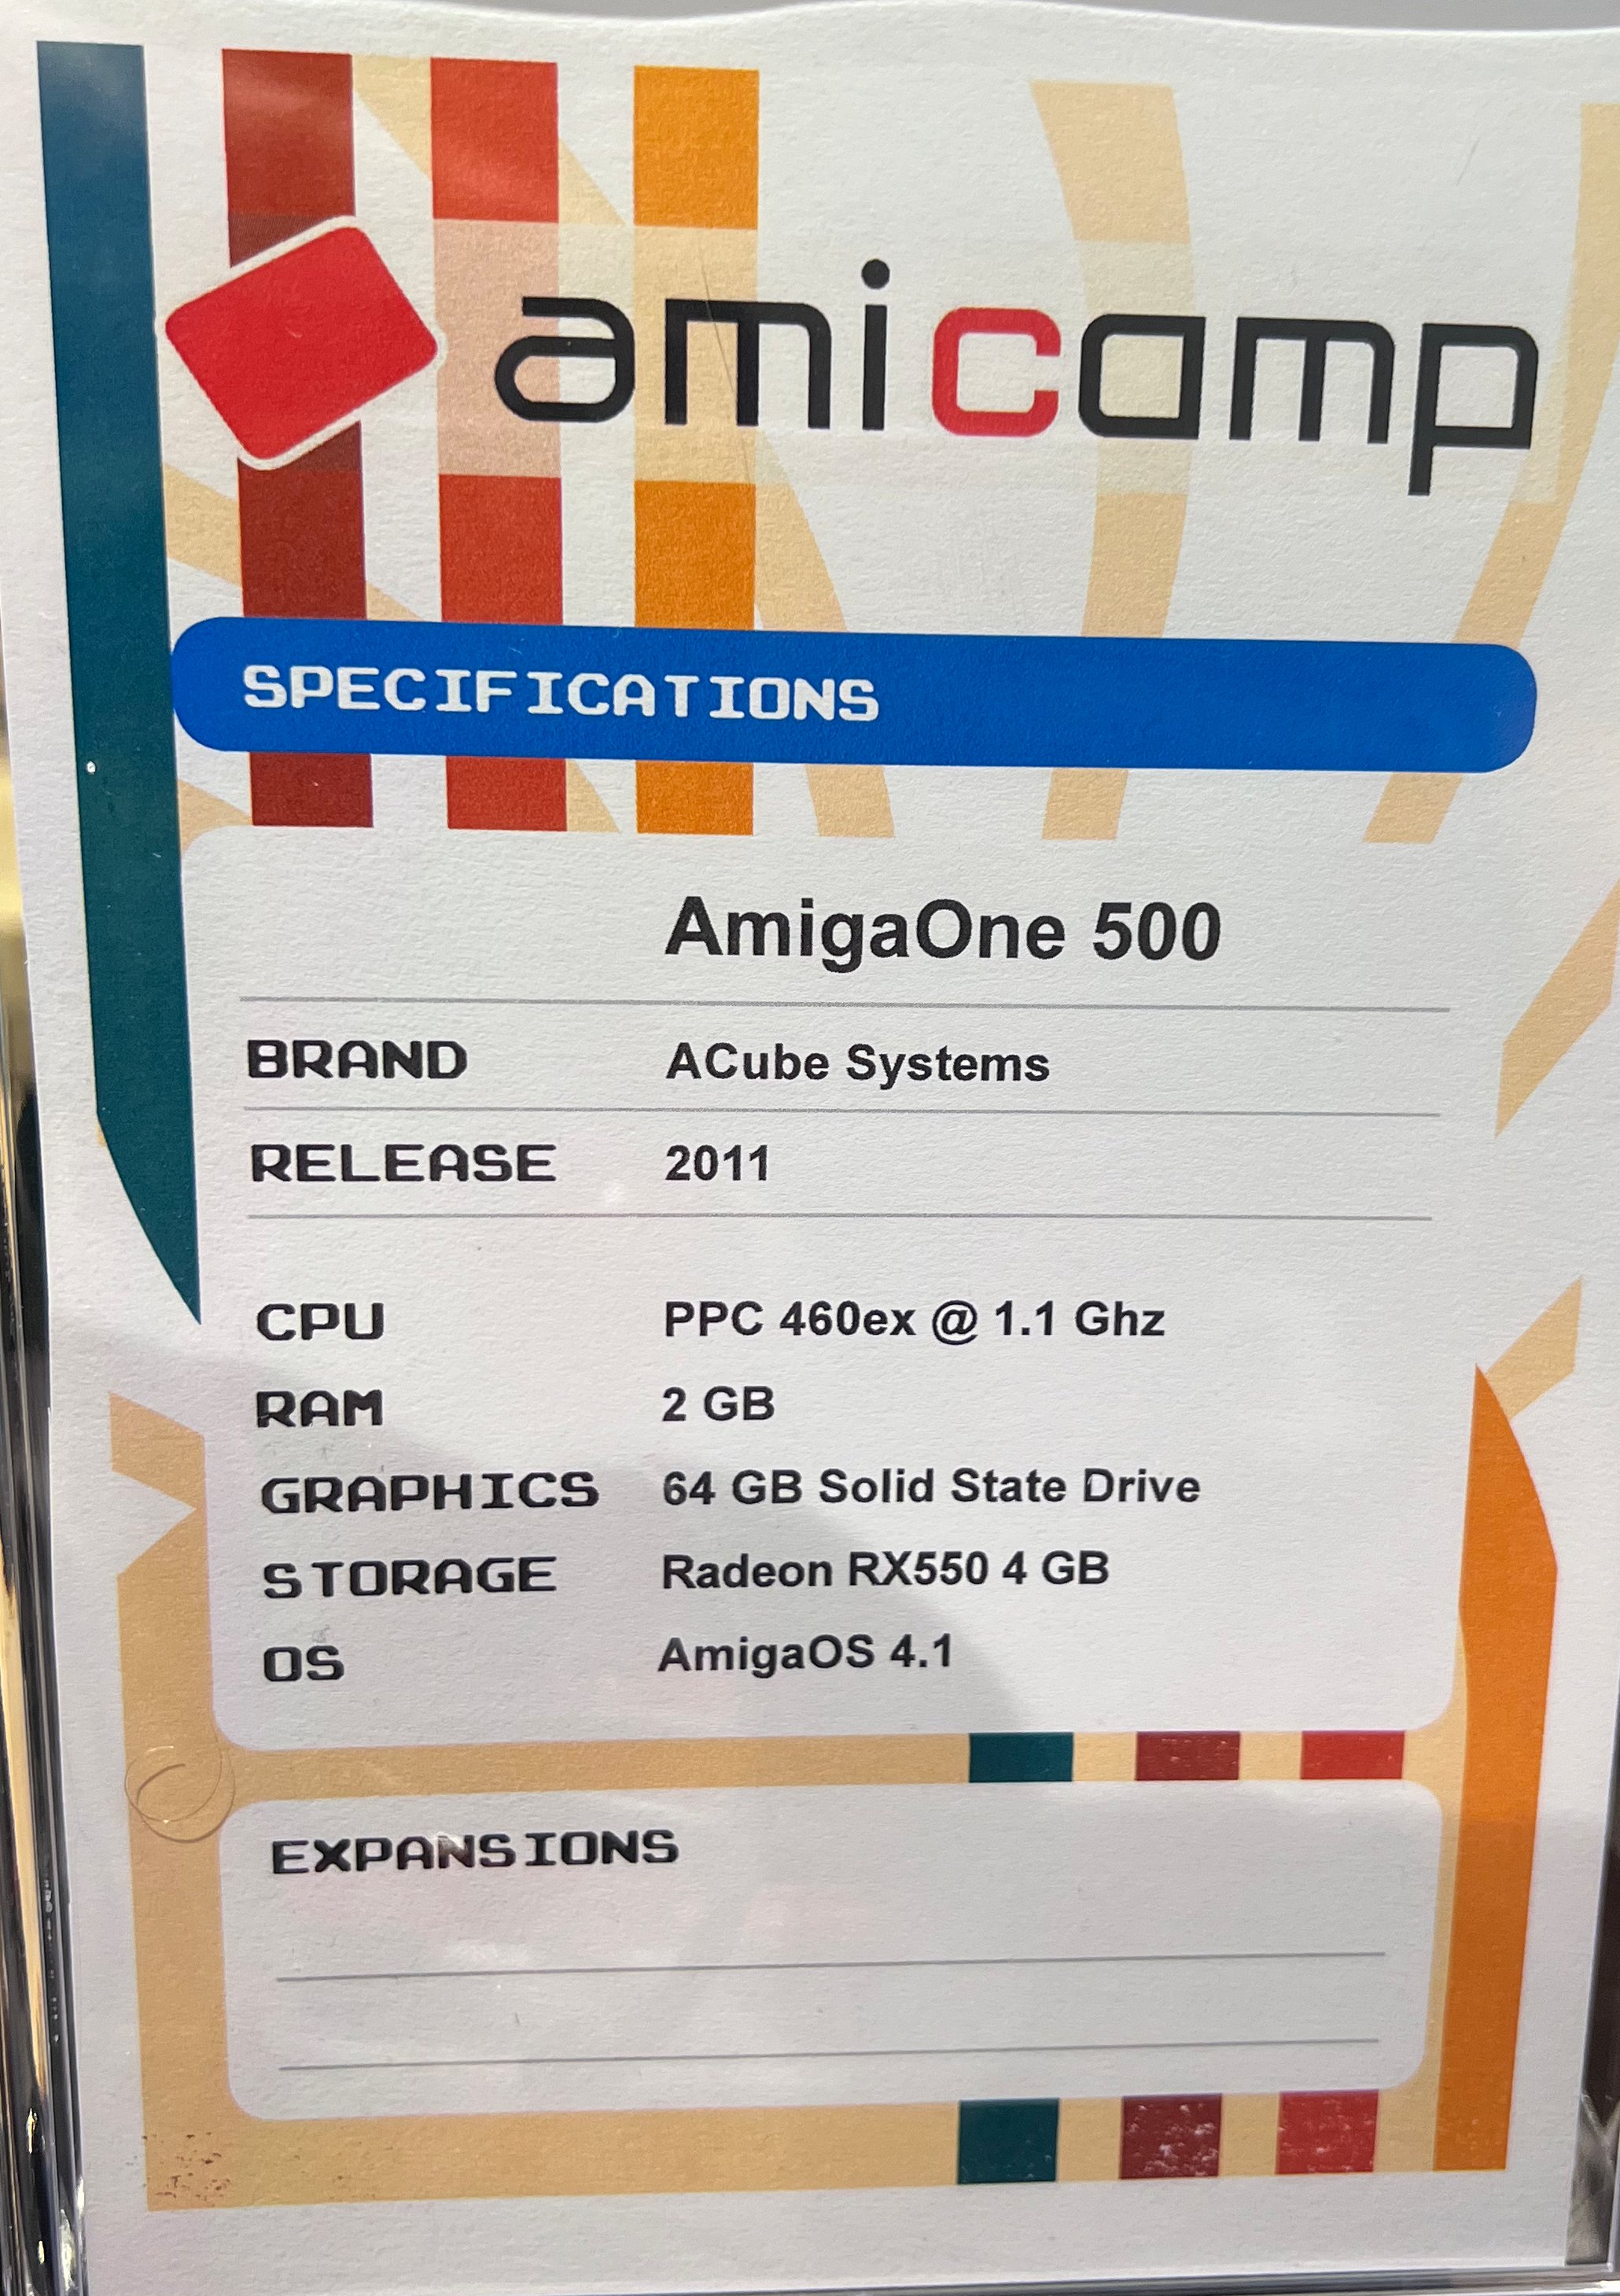 amicamp
SPECIFICATIONS
AmigaOne 500
BRAND ACube Systems
RELEASE 2011
CPU PPC 460ex @ 1.1 Ghz
RAM 2 GB
GRAPHICS 64 GB Solid State Drive
STORAGE Radeon RX550 4 GB
OS AmigaOS 4.1
EXPANSIONS